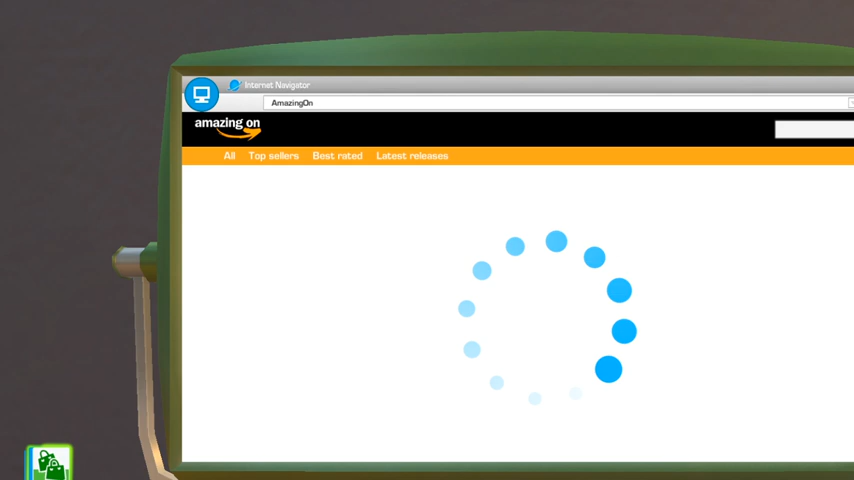 Internet Navigator
AmazingOn
amazing on
All Top sellers Best rated Latest releases